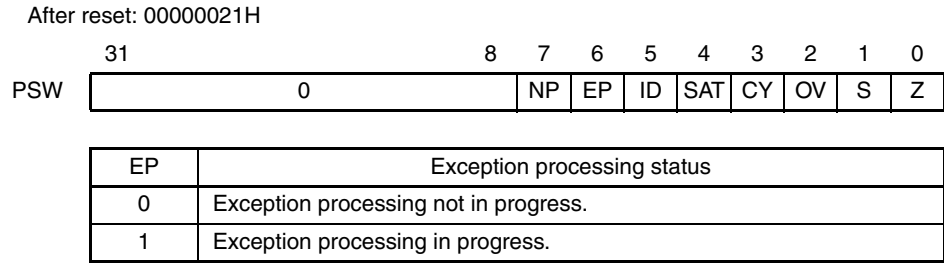 After reset: 00000021H
31 8 7 6 5 4 3 2 1 0
PSW 0 NP EP ID SAT CY OV S Z
EP Exception processing status
0 Exception processing not in progress.
1 Exception processing in progress.